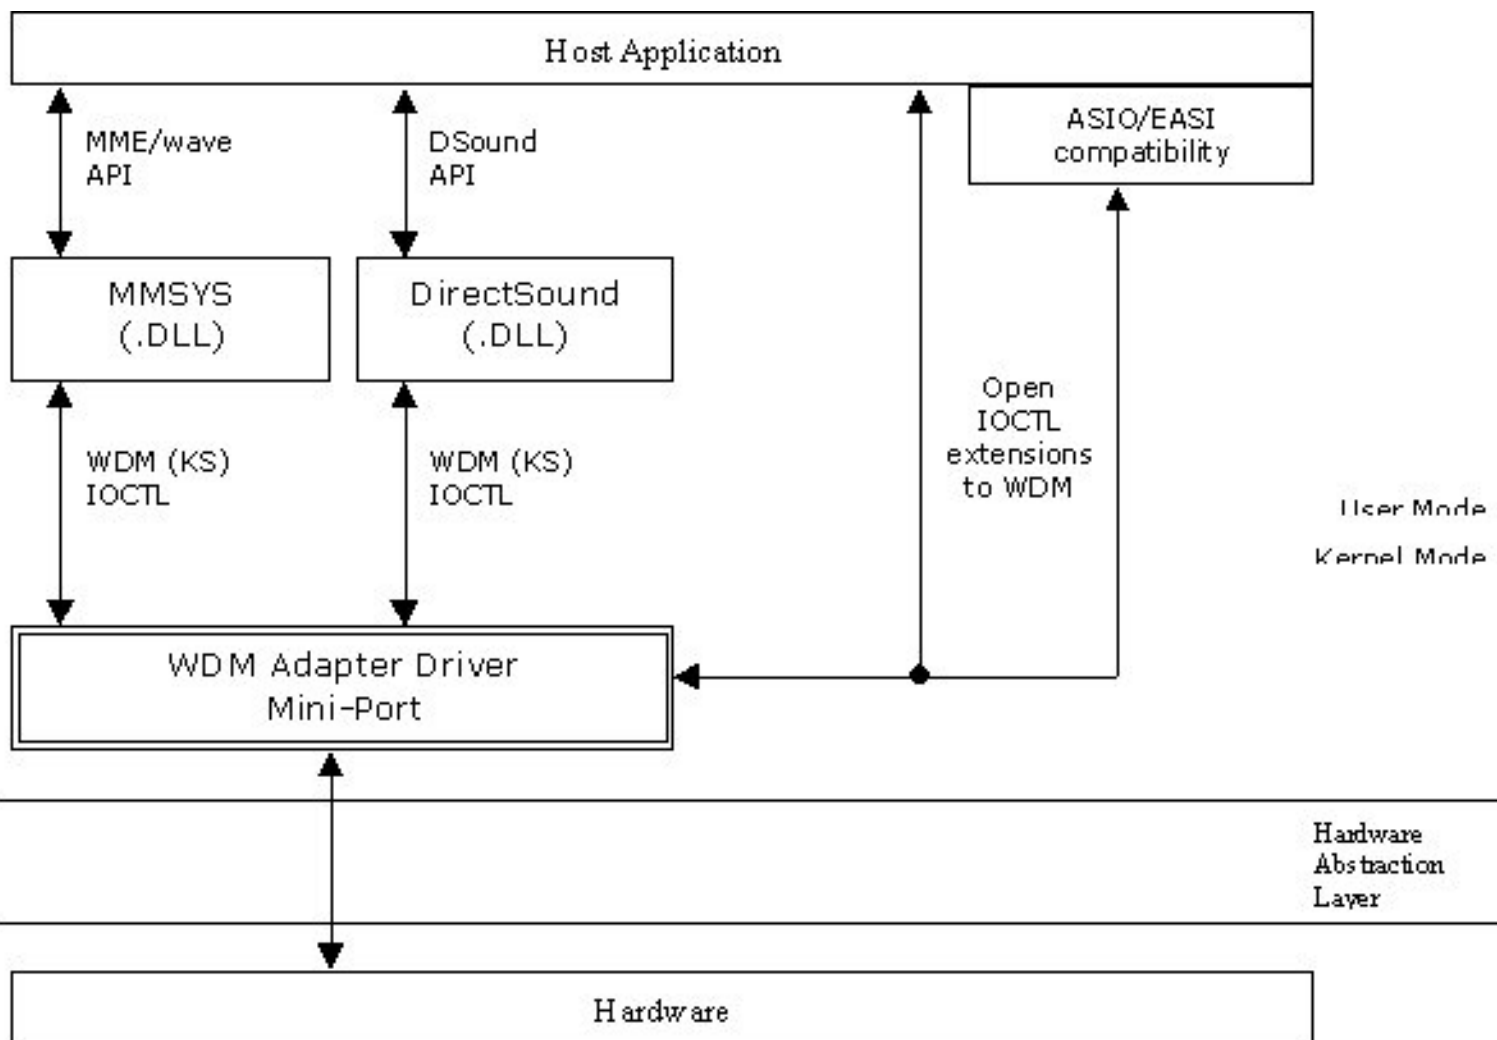 Host Application
MME/wave
API
DSound
API
ASIO/EASI
compatibility
MMSYS
(.DLL)
DirectSound
(.DLL)
WDM (KS)
IOCTL
WDM (KS)
IOCTL
Open
IOCTL
extensions
to WDM
User Mode
Kernel Mode
WDM Adapter Driver
Mini-Port
Hardware
Abstraction
Layer
Hardware